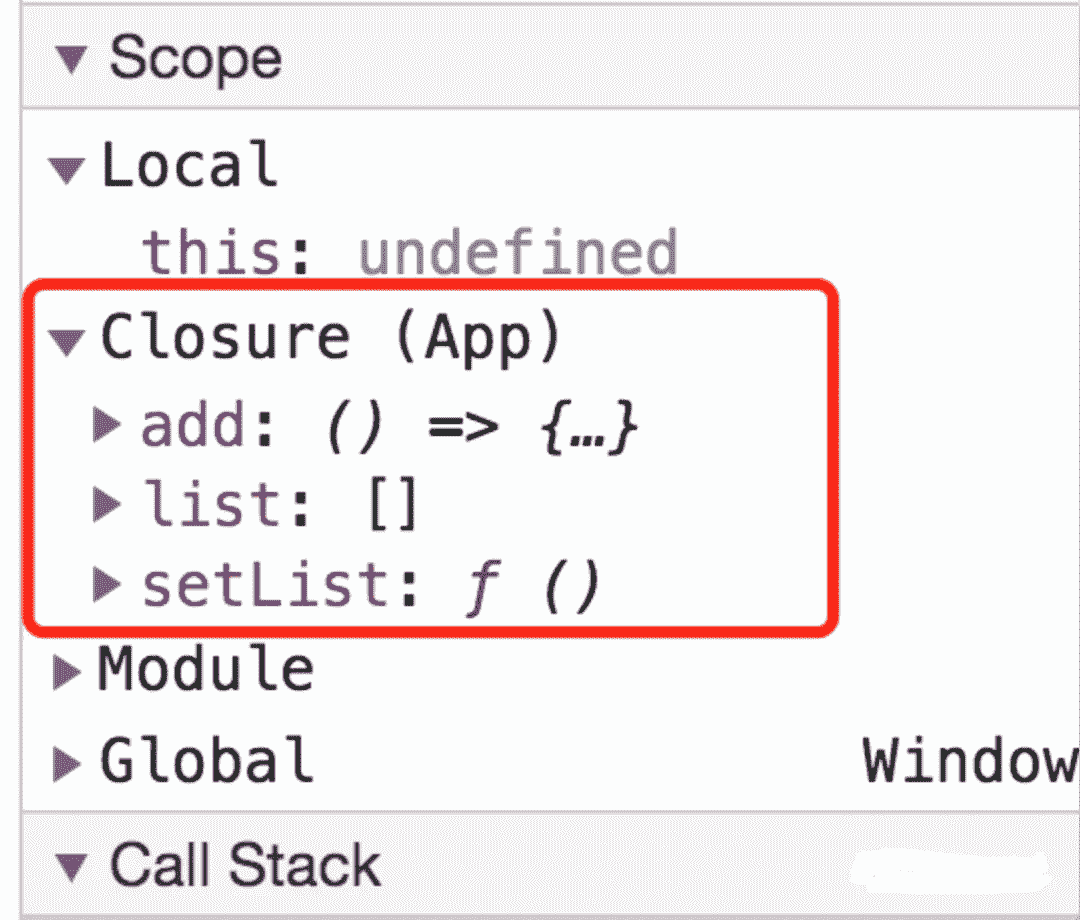 Scope
Local
this: undefined
Closure (App)
add: () => {…}
list: []
setList: ƒ ()
Module
Global Window
Call Stack